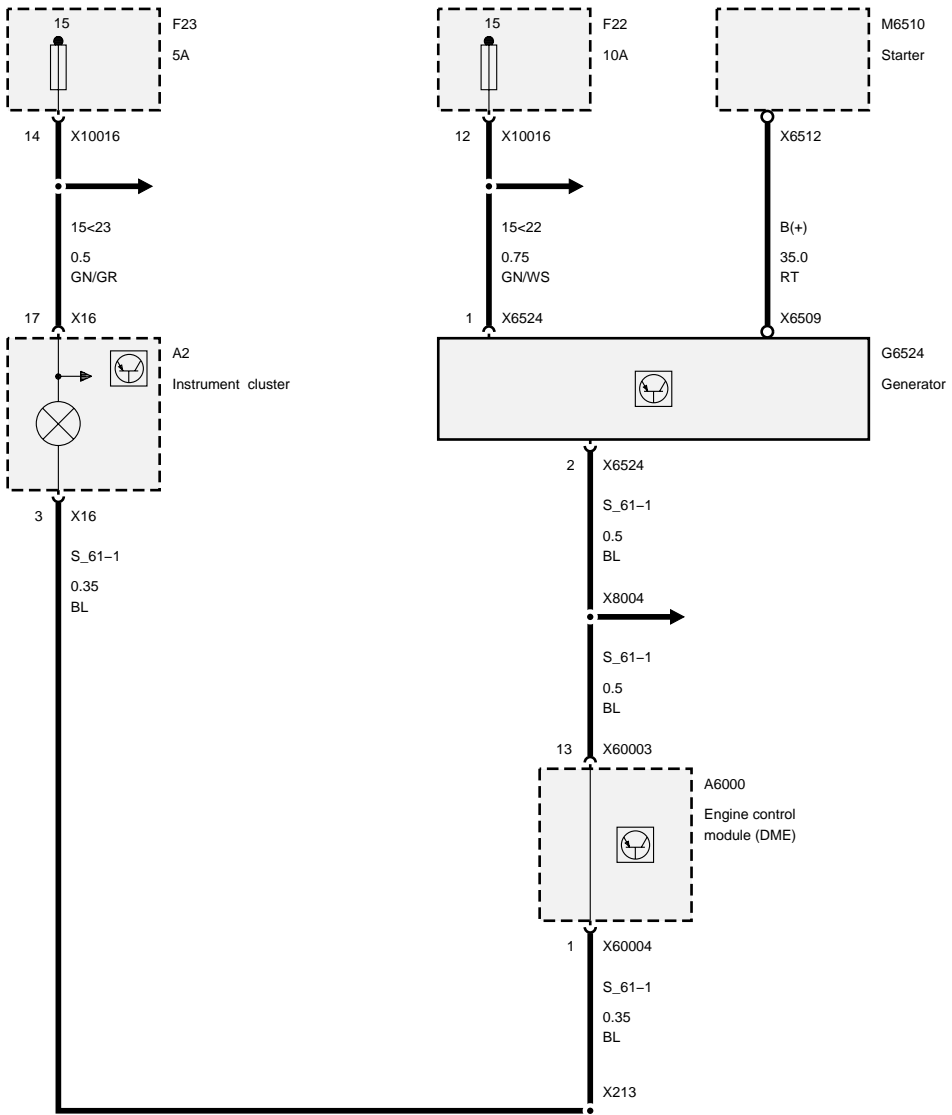 15
F23
5A
14
X10016
15<23
0.5
GN/GR
17
X16
A2
Instrument cluster
3
X16
S_61−1
0.35
BL
15
F22
10A
12
X10016
15<22
0.75
GN/WS
1
X6524
M6510
Starter
X6512
B(+)
35.0
RT
X6509
G6524
Generator
2
X6524
S_61−1
0.5
BL
X8004
S_61−1
0.5
BL
13
X60003
A6000
Engine control
module (DME)
1
X60004
S_61−1
0.35
BL
X213